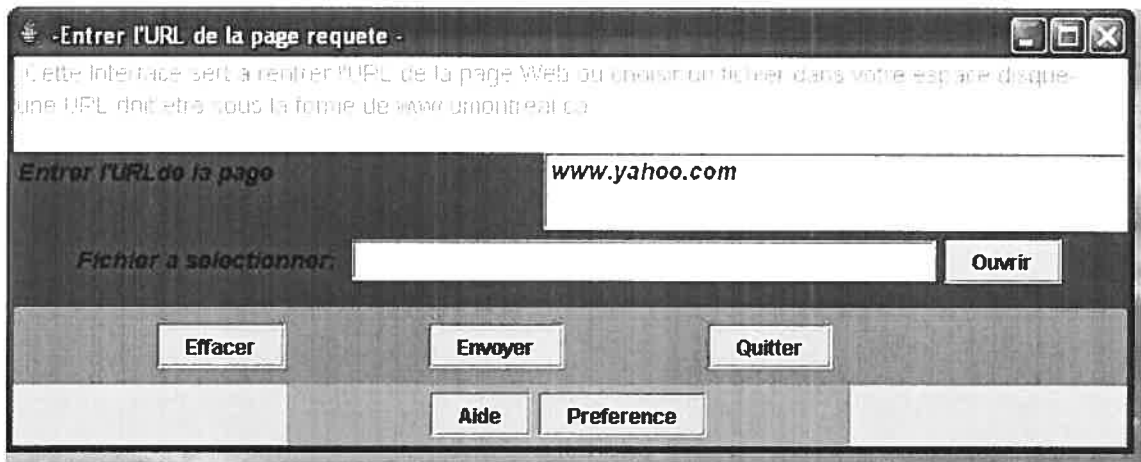 -Entrer l'URL de la page requete -
Cette Interface sert a rentrer l'URL de la page Web ou choisir un fichier dans votre espace disque-
une URL doit etre sous la forme de www.umontreal.ca
Entrer l'URLde la page
www.yahoo.com
Fichier a selectionner:
Ouvrir
Effacer
Envoyer
Quitter
Aide
Preference